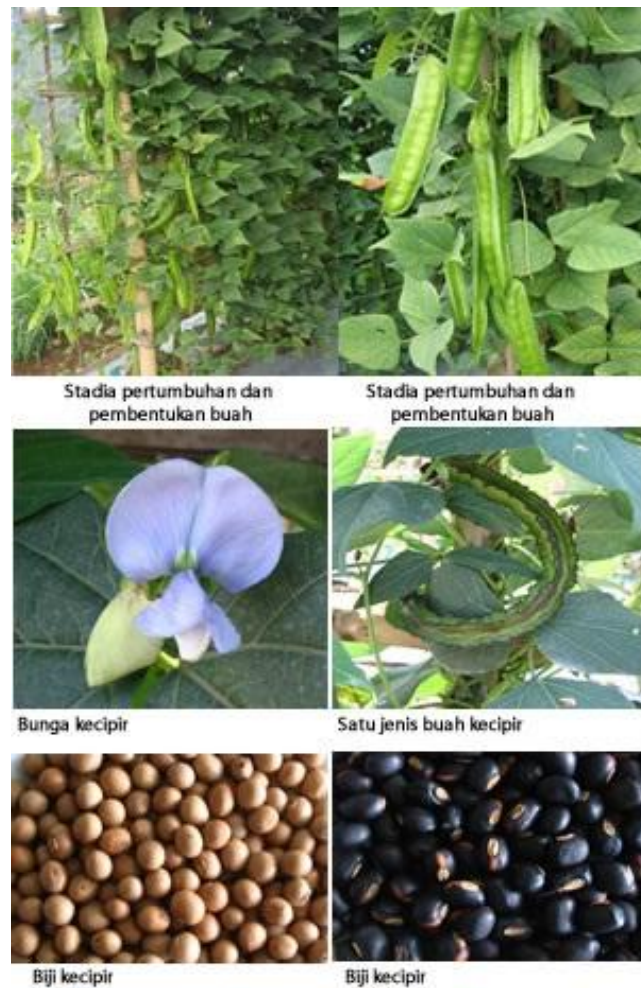 Stadia pertumbuhan dan
pembentukan buah
Stadia pertumbuhan dan
pembentukan buah
Bunga kecipir
Satu jenis buah kecipir
Biji kecipir
Biji kecipir